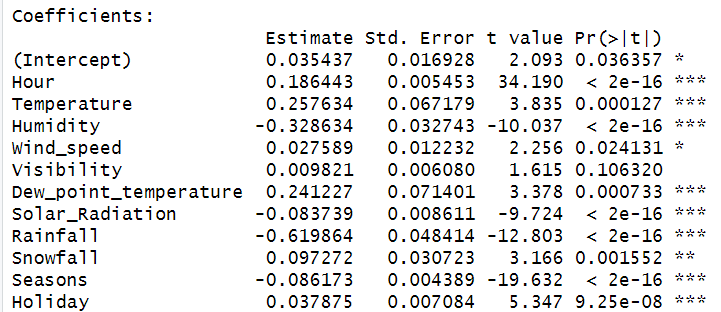 Coefficients:
Estimate Std. Error t value Pr(>|t|)
(Intercept) 0.035437 0.016928 2.093 0.036357 *
Hour 0.186443 0.005453 34.190 < 2e-16 ***
Temperature 0.257634 0.067179 3.835 0.000127 ***
Humidity -0.328634 0.032743 -10.037 < 2e-16 ***
Wind_speed 0.027589 0.012232 2.256 0.024131 *
Visibility 0.009821 0.006080 1.615 0.106320
Dew_point_temperature 0.241227 0.071401 3.378 0.000733 ***
Solar_Radiation -0.083739 0.008611 -9.724 < 2e-16 ***
Rainfall -0.619864 0.048414 -12.803 < 2e-16 ***
Snowfall 0.097272 0.030723 3.166 0.001552 **
Seasons -0.086173 0.004389 -19.632 < 2e-16 ***
Holiday 0.037875 0.007084 5.347 9.25e-08 ***